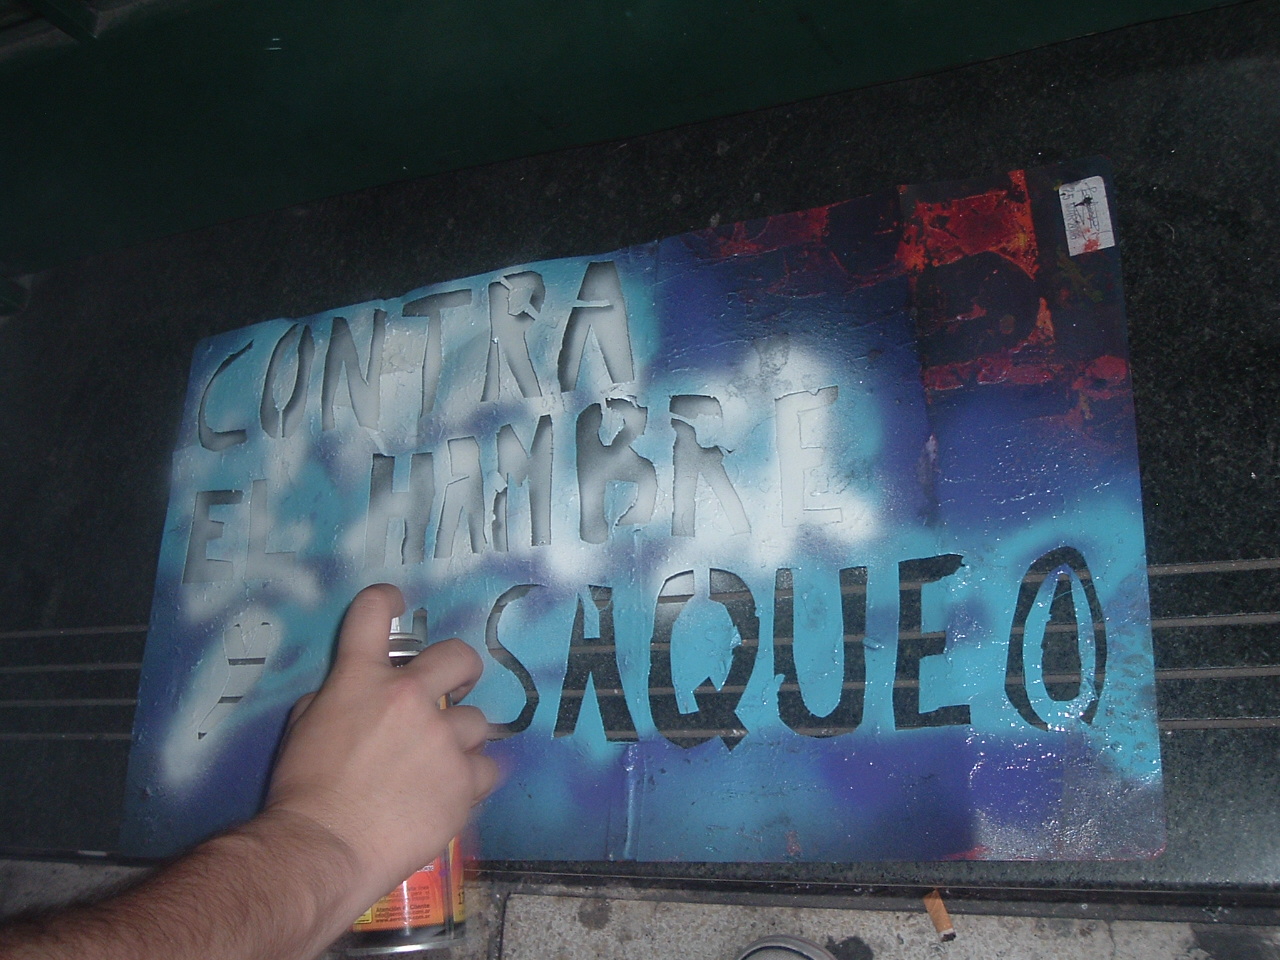 CONTRA
EL HAMBRE
Y SAQUEO